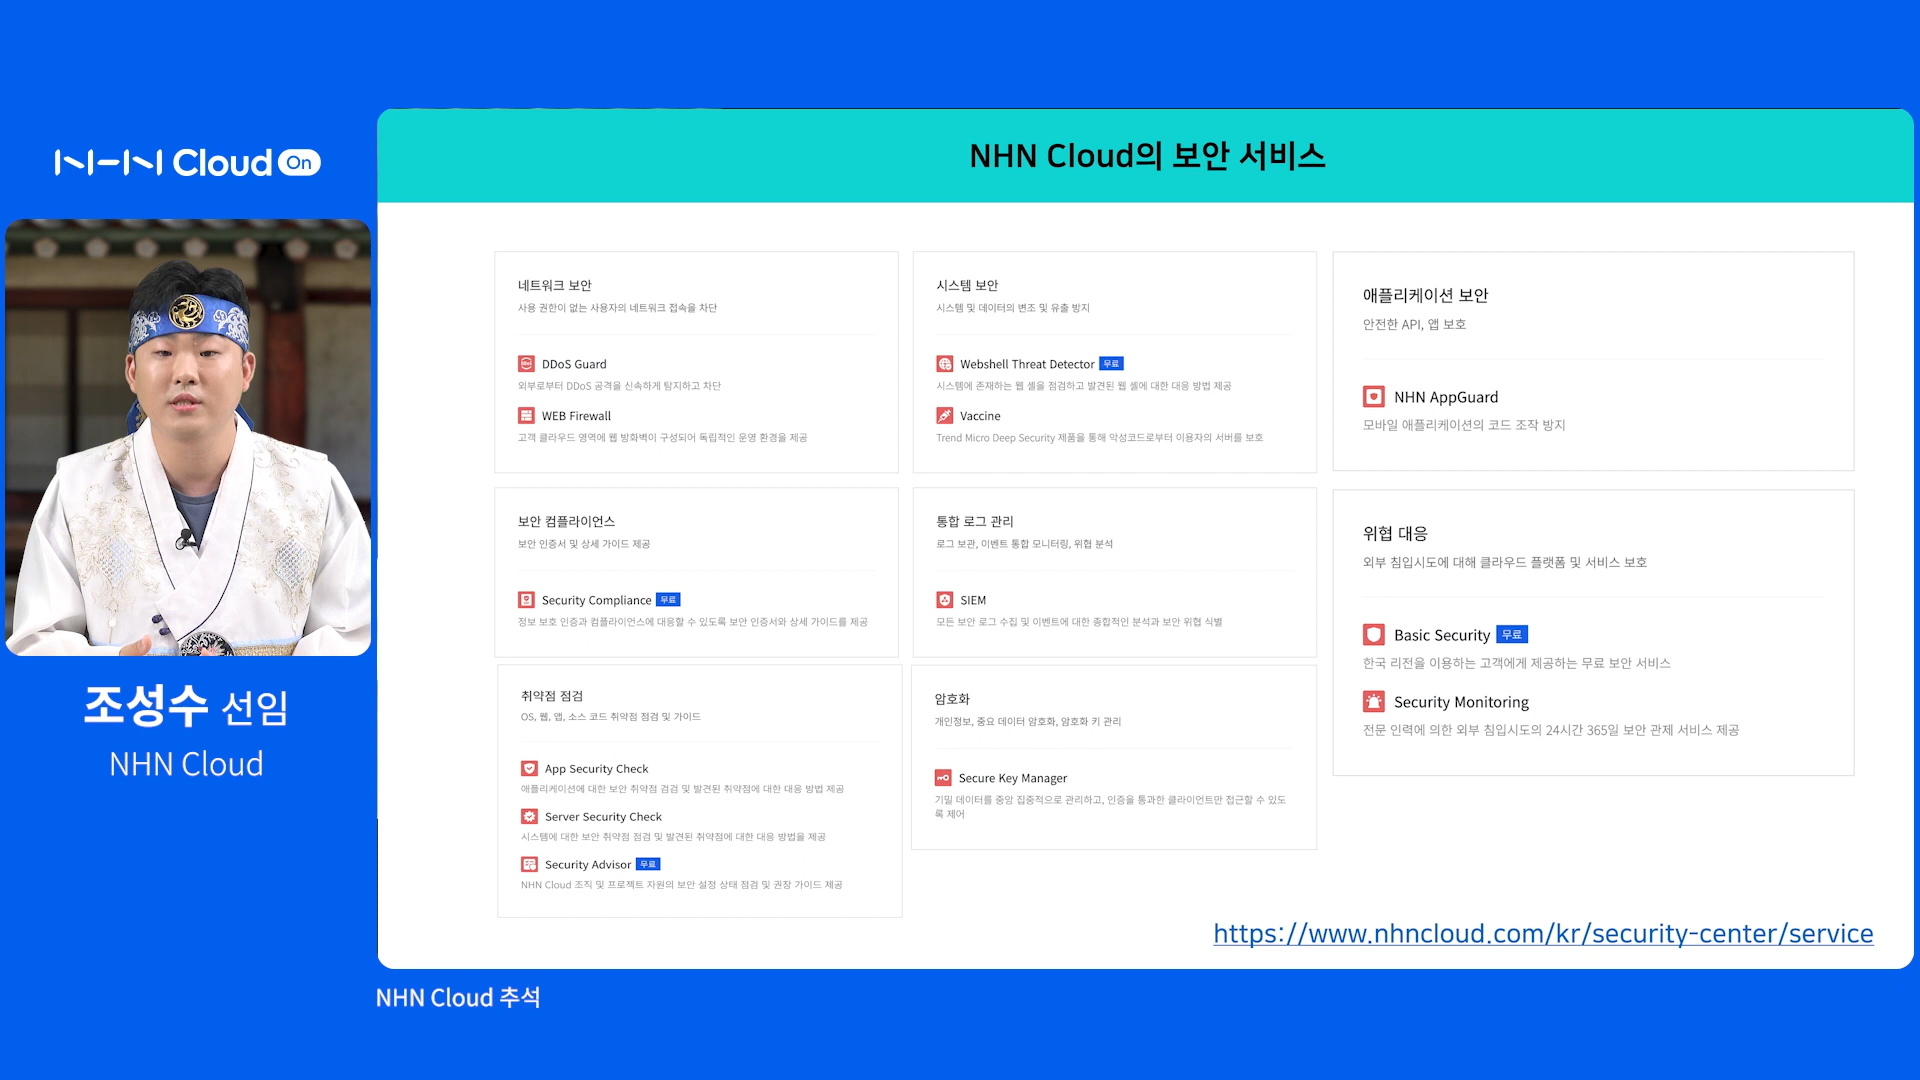 NHN Cloud On
조성수 선임
NHN Cloud
NHN Cloud의 보안 서비스
네트워크 보안
사용 권한이 없는 사용자의 네트워크 접속을 차단
DDoS Guard
외부로부터 DDoS 공격을 신속하게 탐지하고 차단
WEB Firewall
고객 클라우드 영역에 웹 방화벽이 구성되어 독립적인 운영 환경을 제공
시스템 보안
시스템 및 데이터의 변조 및 유출 방지
Webshell Threat Detector 무료
시스템에 존재하는 웹 셸을 점검하고 발견된 웹 셸에 대한 대응 방법 제공
Vaccine
Trend Micro Deep Security 제품을 통해 악성코드로부터 이용자의 서버를 보호
애플리케이션 보안
안전한 API, 앱 보호
NHN AppGuard
모바일 애플리케이션의 코드 조작 방지
보안 컴플라이언스
보안 인증서 및 상세 가이드 제공
Security Compliance 무료
정보 보호 인증과 컴플라이언스에 대응할 수 있도록 보안 인증서와 상세 가이드를 제공
통합 로그 관리
로그 보관, 이벤트 통합 모니터링, 위협 분석
SIEM
모든 보안 로그 수집 및 이벤트에 대한 종합적인 분석과 보안 위협 식별
위협 대응
외부 침입시도에 대해 클라우드 플랫폼 및 서비스 보호
Basic Security 무료
한국 리전을 이용하는 고객에게 제공하는 무료 보안 서비스
Security Monitoring
전문 인력에 의한 외부 침입시도의 24시간 365일 보안 관제 서비스 제공
취약점 점검
OS, 웹, 앱, 소스 코드 취약점 점검 및 가이드
App Security Check
애플리케이션에 대한 보안 취약점 검검 및 발견된 취약점에 대한 대응 방법 제공
Server Security Check
시스템에 대한 보안 취약점 점검 및 발견된 취약점에 대한 대응 방법을 제공
Security Advisor 무료
NHN Cloud 조직 및 프로젝트 자원의 보안 설정 상태 점검 및 권장 가이드 제공
암호화
개인정보, 중요 데이터 암호화, 암호화 키 관리
Secure Key Manager
기밀 데이터를 중앙 집중적으로 관리하고, 인증을 통과한 클라이언트만 접근할 수 있도
록 제어
https://www.nhncloud.com/kr/security-center/service
NHN Cloud 추석